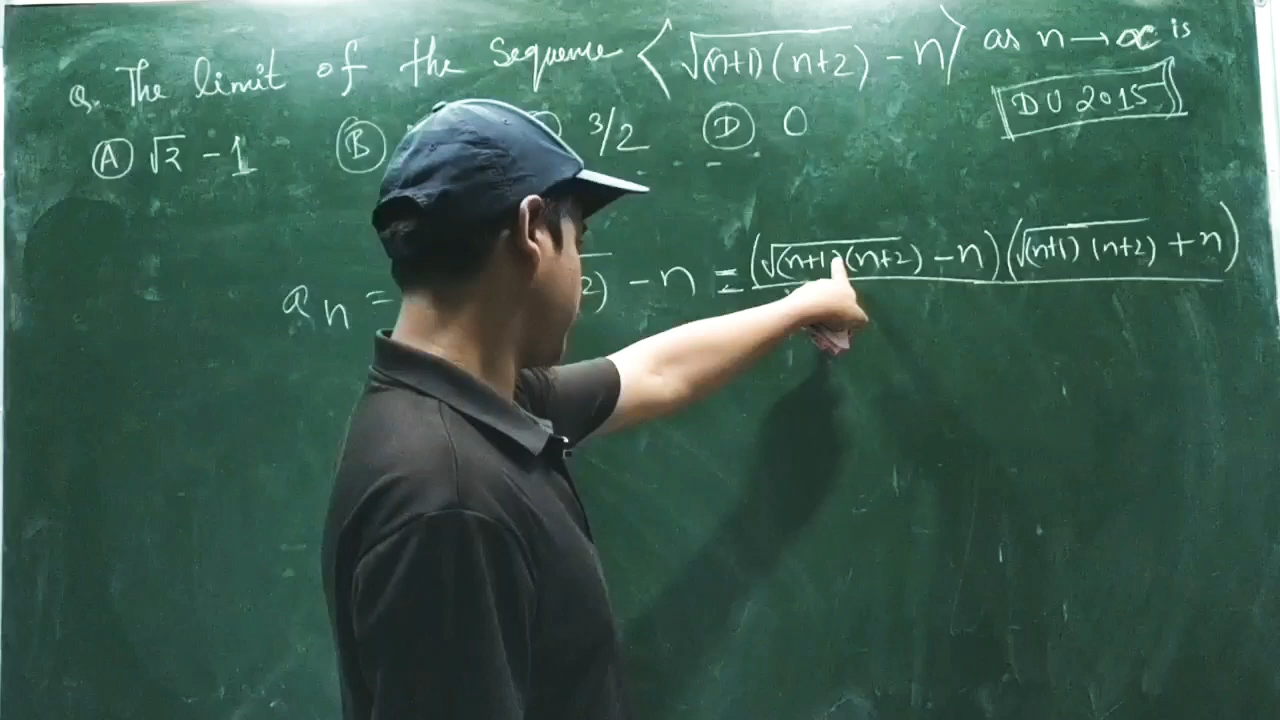 Q. The limit of the Sequence ⟨√(n+1)(n+2) - n⟩ as n → ∝ is
DU 2015
(A) √2 - 1 (B) 3/2 (D) 0
aₙ = 2) - n = (√(n+1)(n+2) - n)(√(n+1)(n+2) + n)